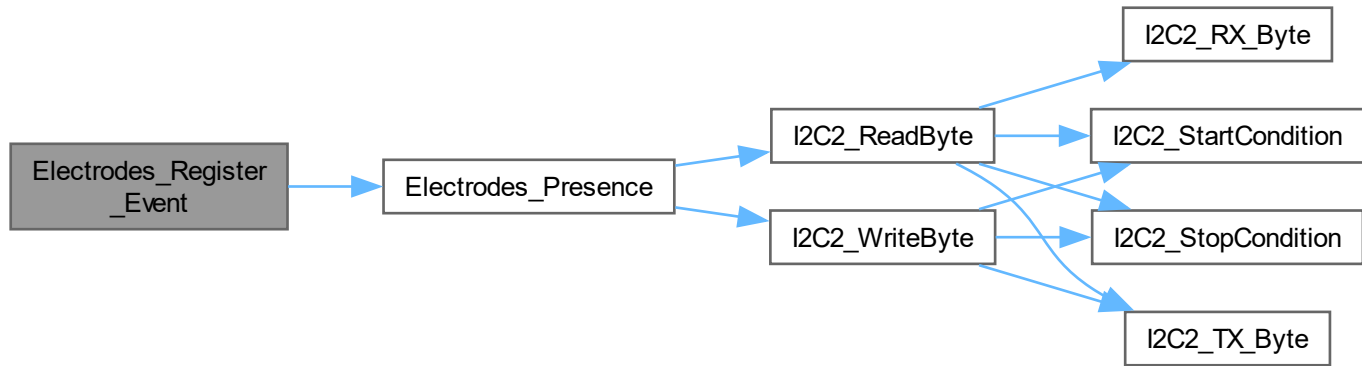 Electrodes_Register
_Event
Electrodes_Presence
I2C2_ReadByte
I2C2_WriteByte
I2C2_RX_Byte
I2C2_StartCondition
I2C2_StopCondition
I2C2_TX_Byte